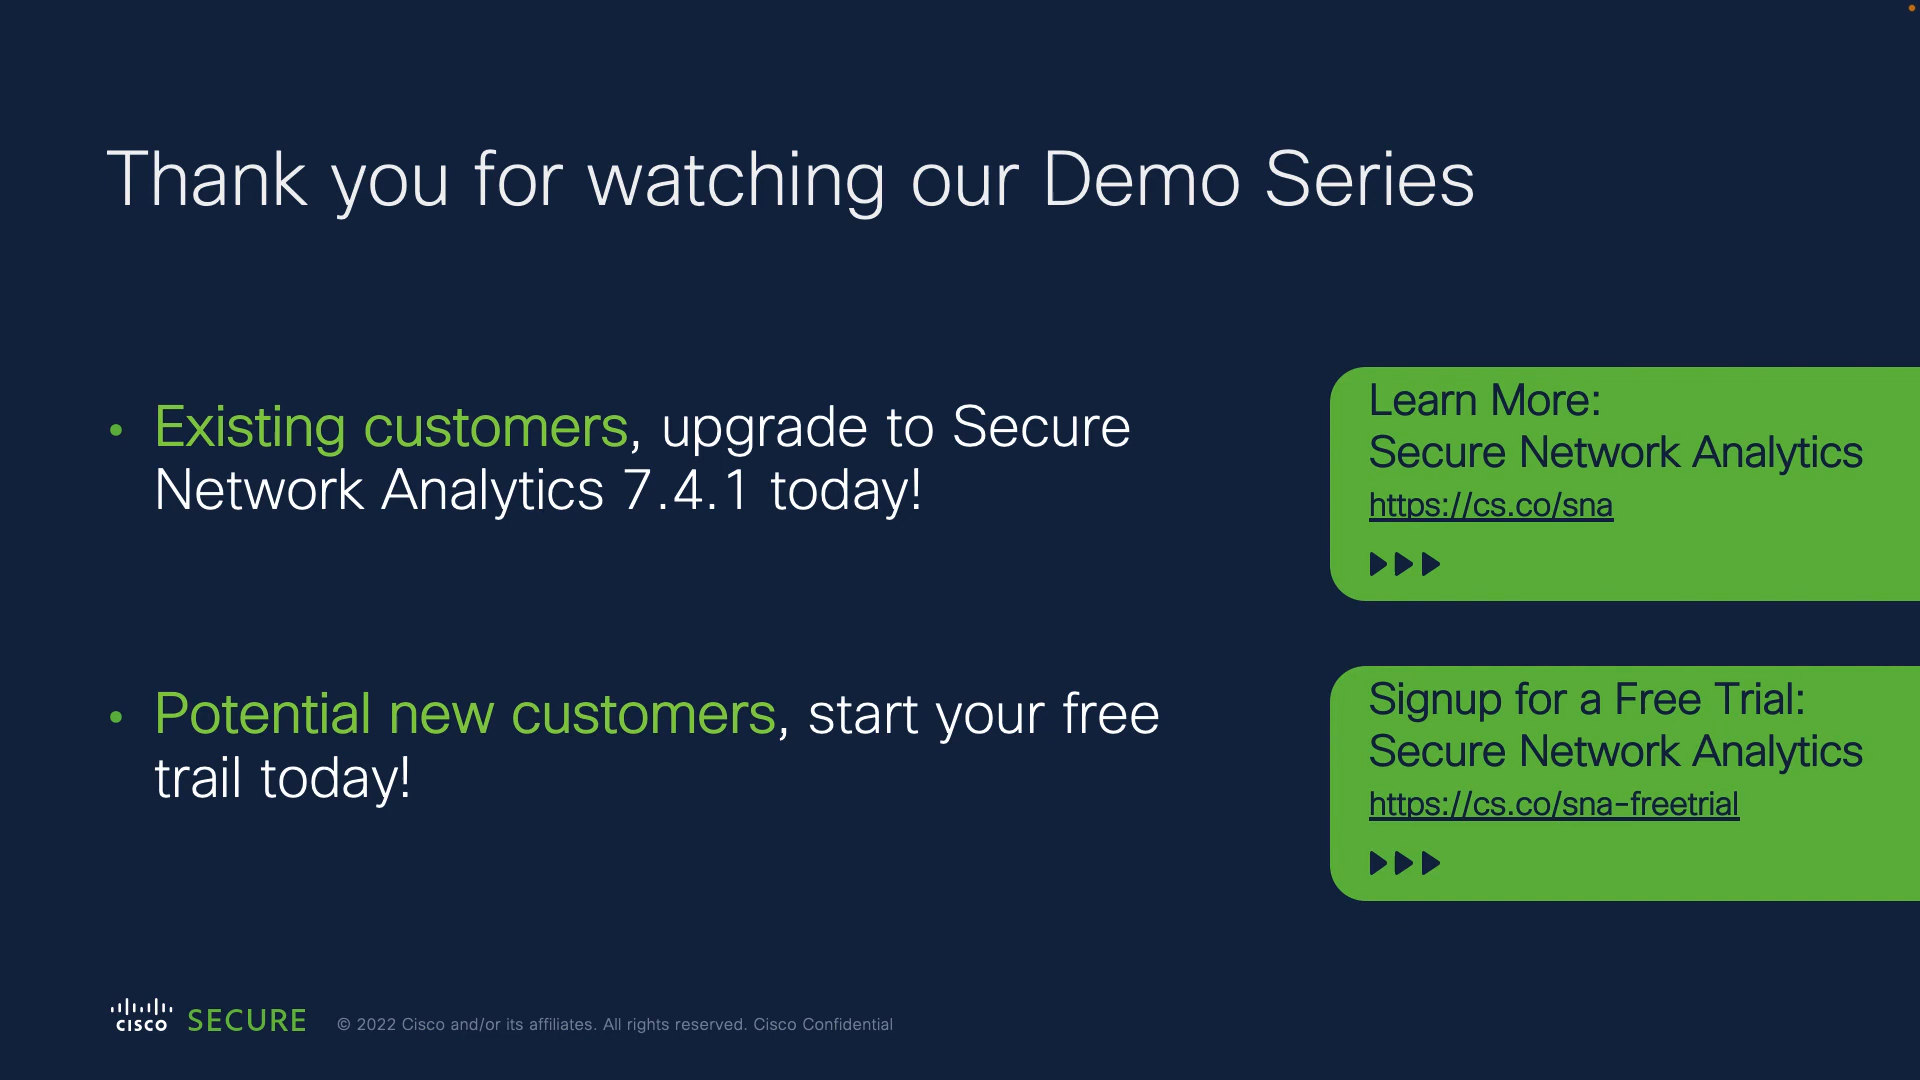 Thank you for watching our Demo Series
• Existing customers, upgrade to Secure
Network Analytics 7.4.1 today!
• Potential new customers, start your free
trail today!
Learn More:
Secure Network Analytics
https://cs.co/sna
Signup for a Free Trial:
Secure Network Analytics
https://cs.co/sna-freetrial
CISCO SECURE © 2022 Cisco and/or its affiliates. All rights reserved. Cisco Confidential